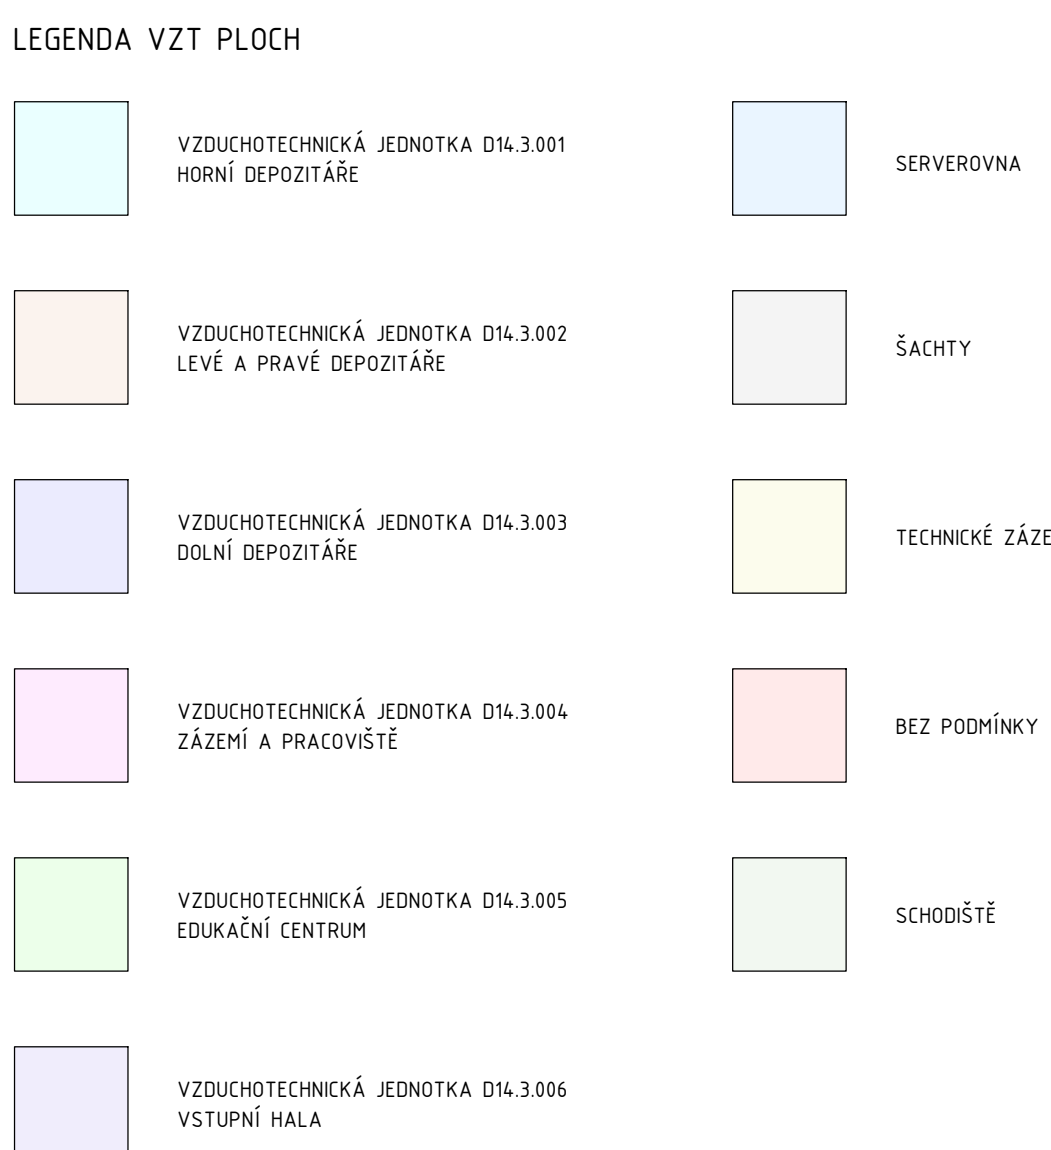 LEGENDA VZT PLOCH
VZDUCHOTECHNICKÁ JEDNOTKA D14.3.001
HORNÍ DEPOZITÁŘE
VZDUCHOTECHNICKÁ JEDNOTKA D14.3.002
LEVÉ A PRAVÉ DEPOZITÁŘE
VZDUCHOTECHNICKÁ JEDNOTKA D14.3.003
DOLNÍ DEPOZITÁŘE
VZDUCHOTECHNICKÁ JEDNOTKA D14.3.004
ZÁZEMÍ A PRACOVIŠTĚ
VZDUCHOTECHNICKÁ JEDNOTKA D14.3.005
EDUKAČNÍ CENTRUM
VZDUCHOTECHNICKÁ JEDNOTKA D14.3.006
VSTUPNÍ HALA
SERVEROVNA
ŠACHTY
TECHNICKÉ ZÁZE
BEZ PODMÍNKY
SCHODIŠTĚ